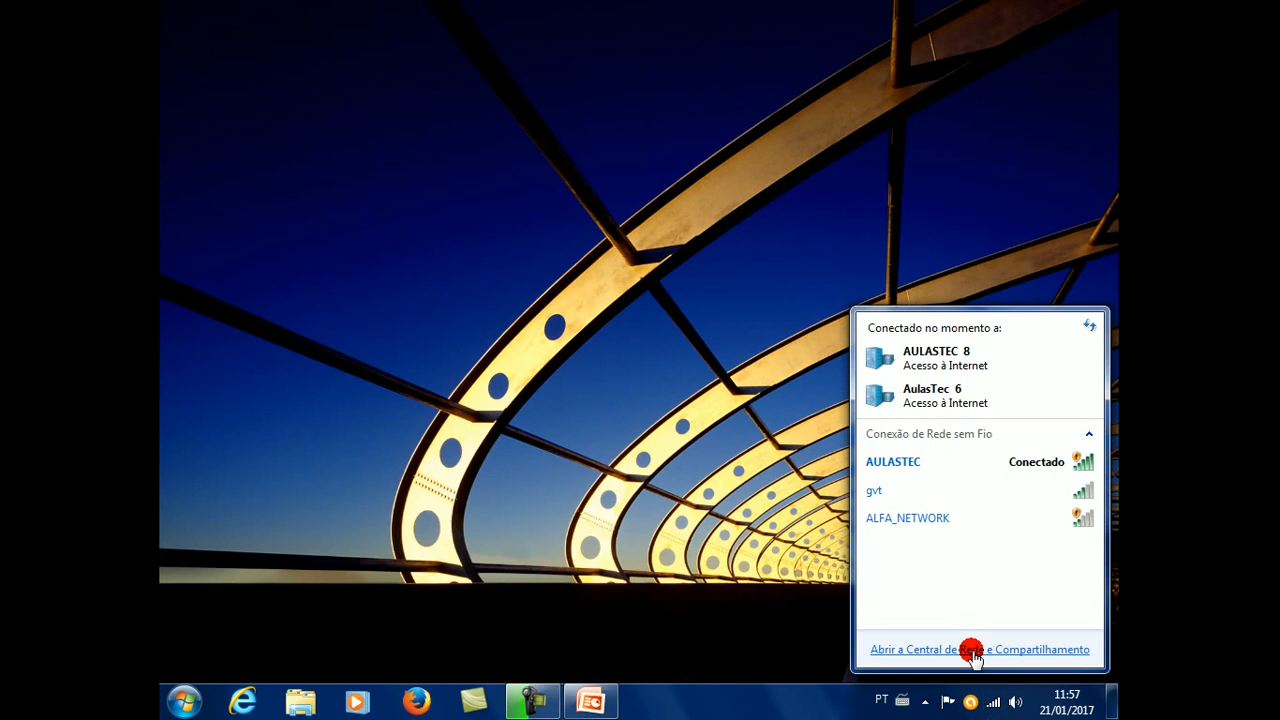 Conectado no momento a:
AULASTEC 8
Acesso à Internet
AulasTec 6
Acesso à Internet
Conexão de Rede sem Fio
AULASTEC Conectado
gvt
ALFA_NETWORK
Abrir a Central de Rede e Compartilhamento
PT
11:57
21/01/2017